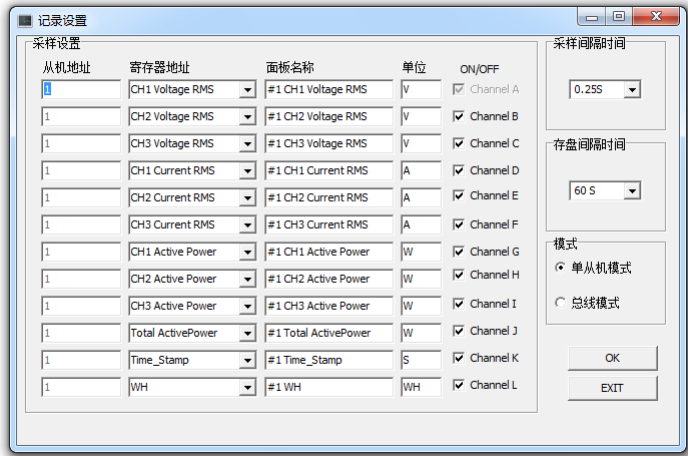 记录设置
采样设置
从机地址 寄存器地址 面板名称 单位 ON/OFF
1 CH1 Voltage RMS #1 CH1 Voltage RMS V Channel A
1 CH2 Voltage RMS #1 CH2 Voltage RMS V Channel B
1 CH3 Voltage RMS #1 CH3 Voltage RMS V Channel C
1 CH1 Current RMS #1 CH1 Current RMS A Channel D
1 CH2 Current RMS #1 CH2 Current RMS A Channel E
1 CH3 Current RMS #1 CH3 Current RMS A Channel F
1 CH1 Active Power #1 CH1 Active Power W Channel G
1 CH2 Active Power #1 CH2 Active Power W Channel H
1 CH3 Active Power #1 CH3 Active Power W Channel I
1 Total ActivePower #1 Total ActivePower W Channel J
1 Time_Stamp #1 Time_Stamp S Channel K
1 WH #1 WH WH Channel L
采样间隔时间
0.25S
存盘间隔时间
60 S
模式
单从机模式
总线模式
OK
EXIT